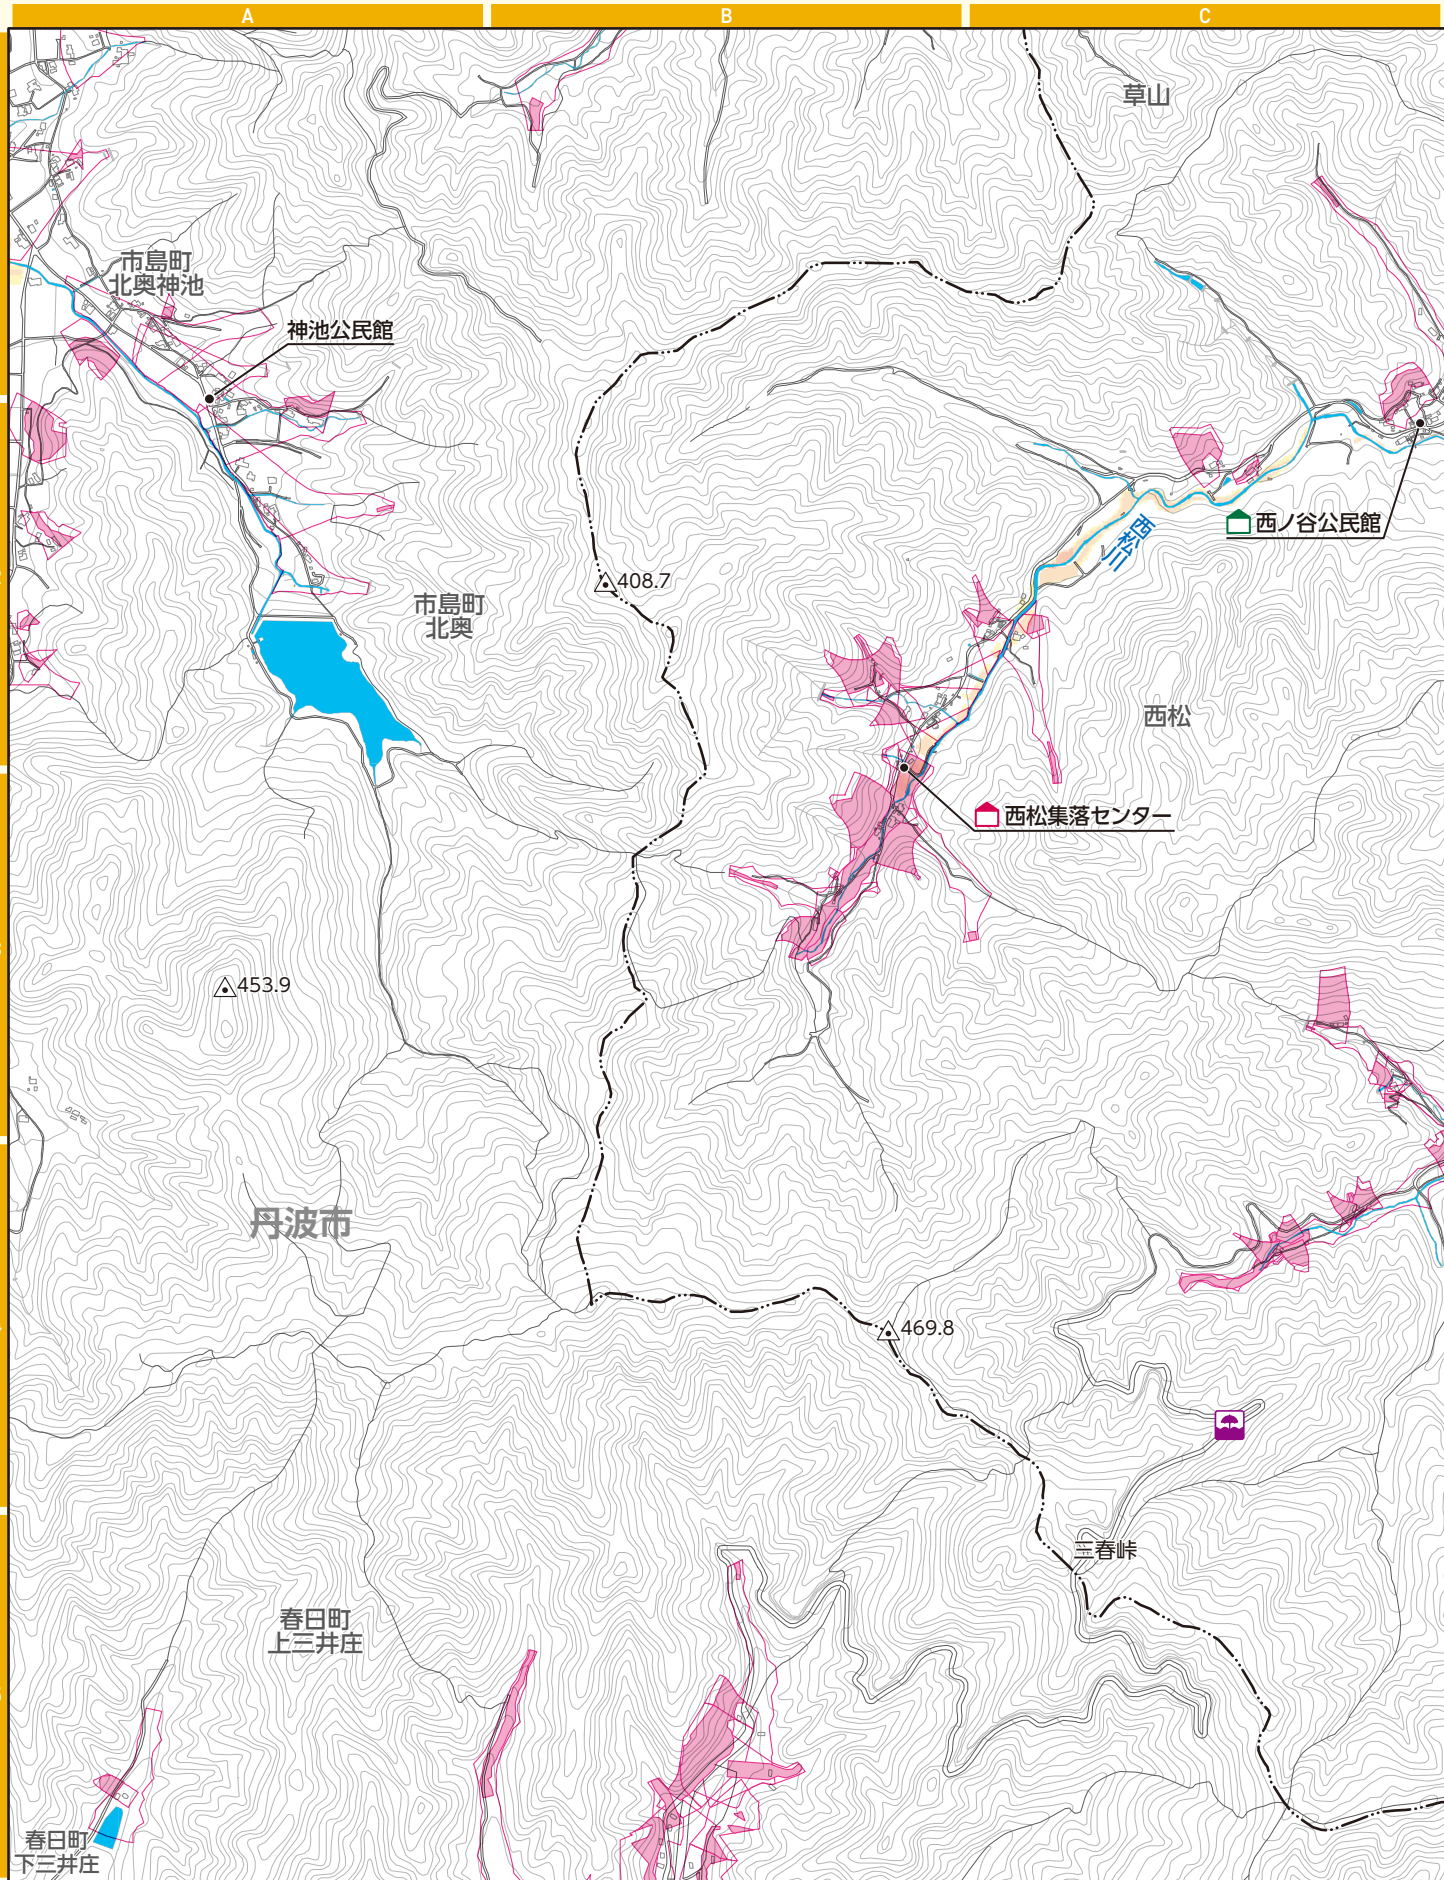 A
B
C
草山
市島町
北奥神池
神池公民館
西ノ谷公民館
西松川
408.7
市島町
北奥
西松
西松集落センター
453.9
丹波市
469.8
三春峠
春日町
上三井庄
春日町
下三井庄